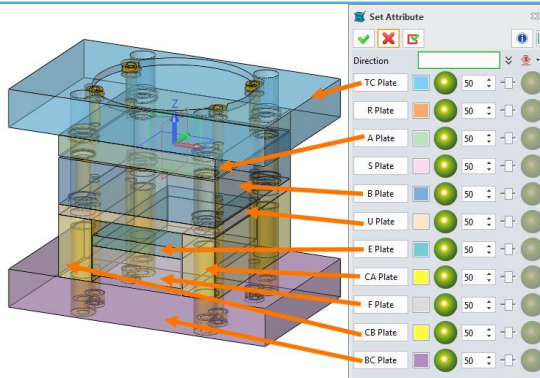 Set Attribute
Direction
TC Plate 50
R Plate 50
A Plate 50
S Plate 50
B Plate 50
U Plate 50
E Plate 50
CA Plate 50
F Plate 50
CB Plate 50
BC Plate 50
Z